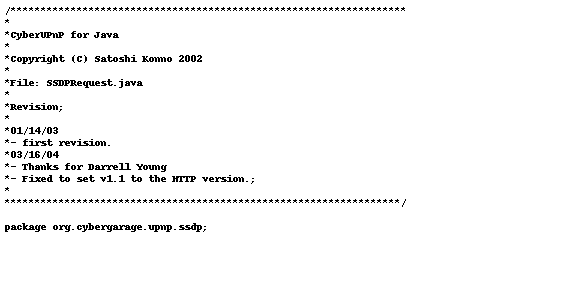 /******************************************************************
*
*CyberUPnP for Java
*
*Copyright (C) Satoshi Konno 2002
*
*File: SSDPRequest.java
*
*Revision;
*
*01/14/03
*- first revision.
*03/16/04
*- Thanks for Darrell Young
*- Fixed to set v1.1 to the HTTP version.;
*
******************************************************************/
package org.cybergarage.upnp.ssdp;